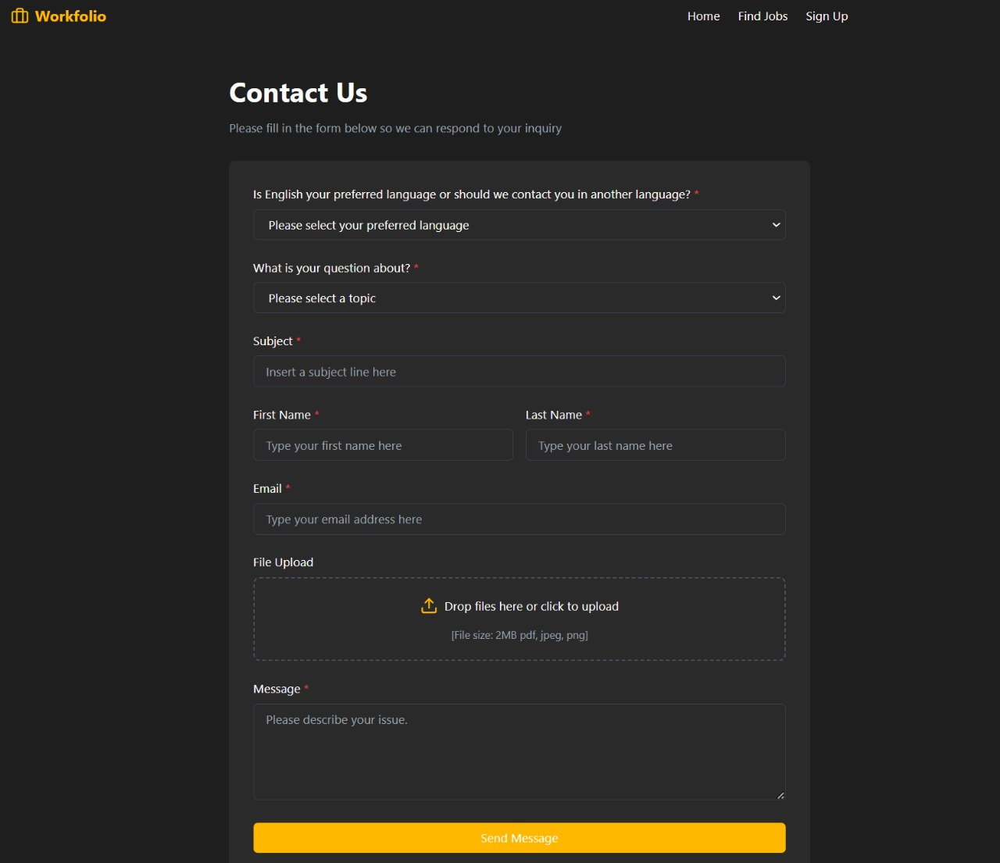 Workfolio
Home Find Jobs Sign Up
Contact Us
Please fill in the form below so we can respond to your inquiry
Is English your preferred language or should we contact you in another language? *
Please select your preferred language
What is your question about? *
Please select a topic
Subject *
Insert a subject line here
First Name * Last Name *
Type your first name here Type your last name here
Email *
Type your email address here
File Upload
Drop files here or click to upload
[File size: 2MB pdf, jpeg, png]
Message *
Please describe your issue.
Send Message